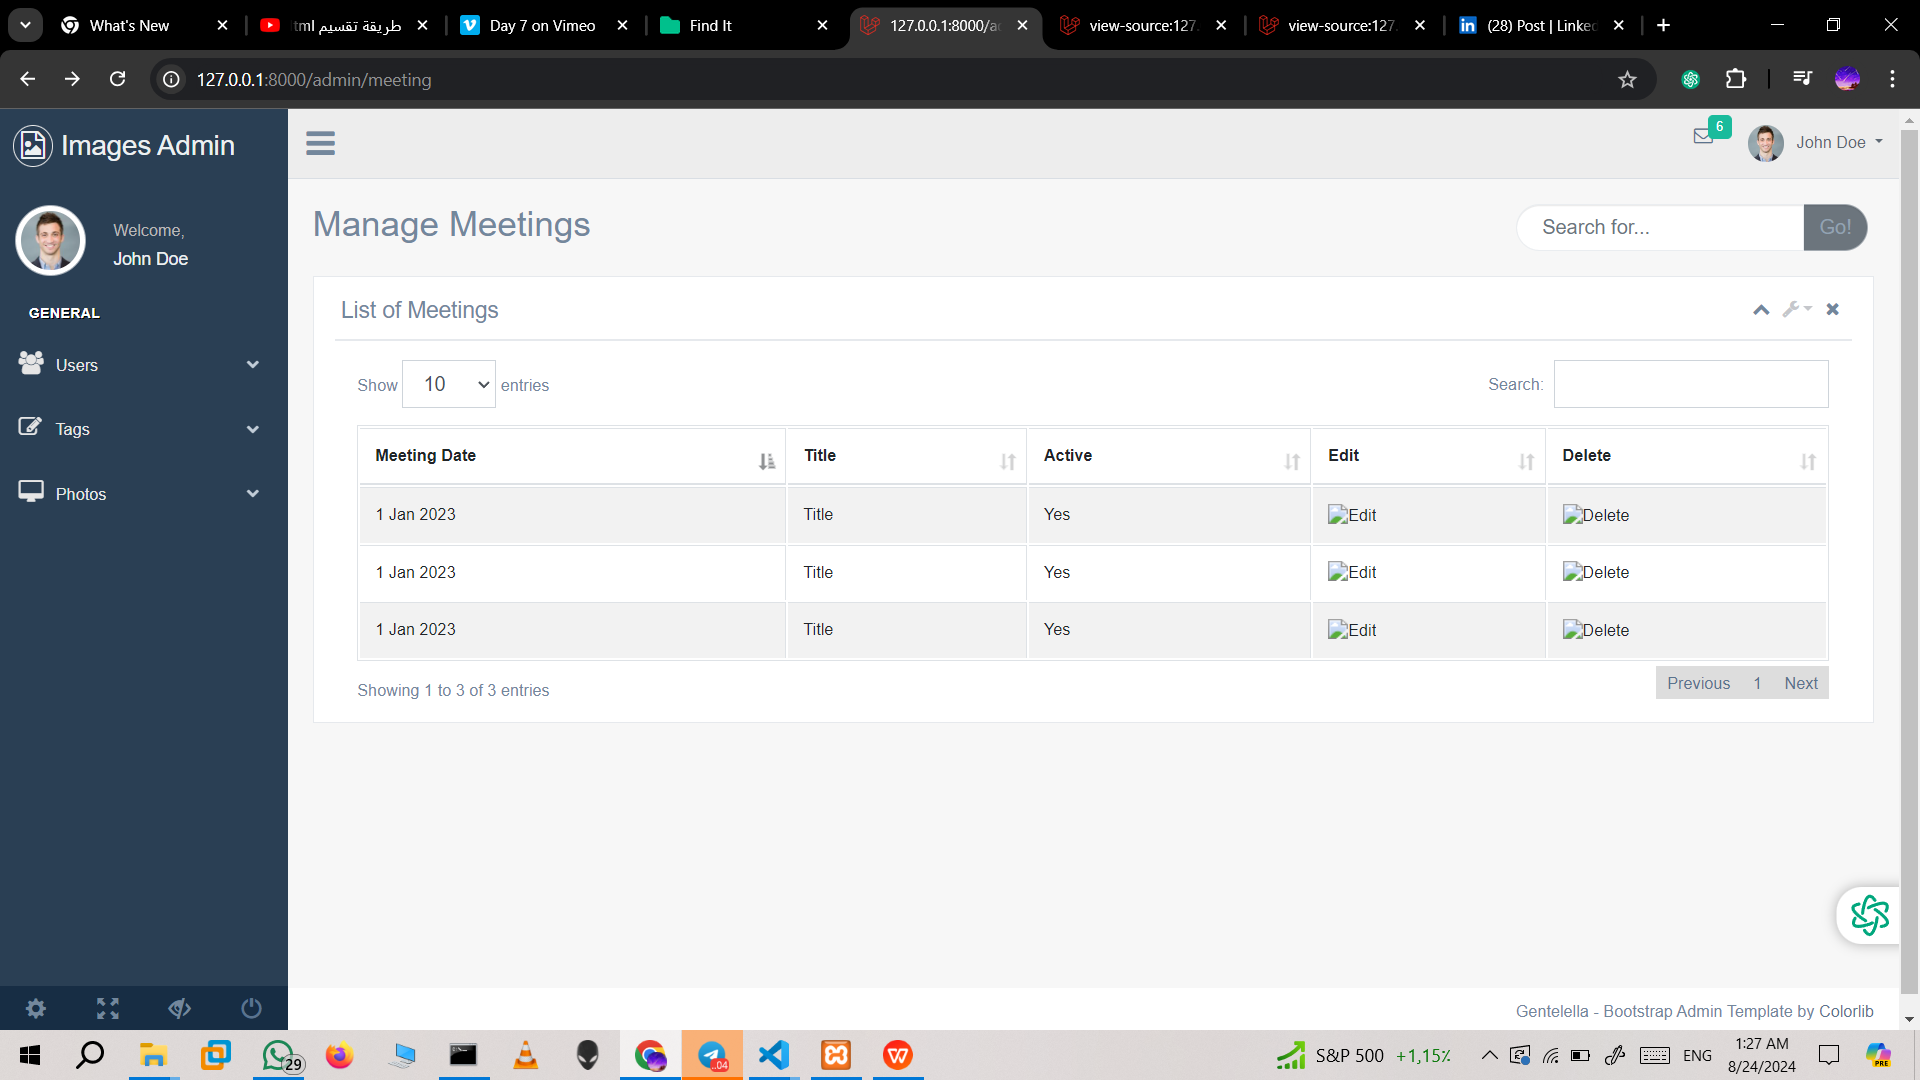 What's New
طريقة تقسيم html
Day 7 on Vimeo
Find It
127.0.0.1:8000/a
view-source:127.
view-source:127.
(28) Post | Linke
127.0.0.1:8000/admin/meeting
Images Admin
Welcome,
John Doe
GENERAL
Users
Tags
Photos
6
John Doe
Manage Meetings
Search for...
Go!
List of Meetings
Show 10 entries
Search:
Meeting Date Title Active Edit Delete
1 Jan 2023 Title Yes Edit Delete
1 Jan 2023 Title Yes Edit Delete
1 Jan 2023 Title Yes Edit Delete
Showing 1 to 3 of 3 entries
Previous 1 Next
Gentelella - Bootstrap Admin Template by Colorlib
29
..04
S&P 500 +1,15%
ENG
1:27 AM
8/24/2024
PRE